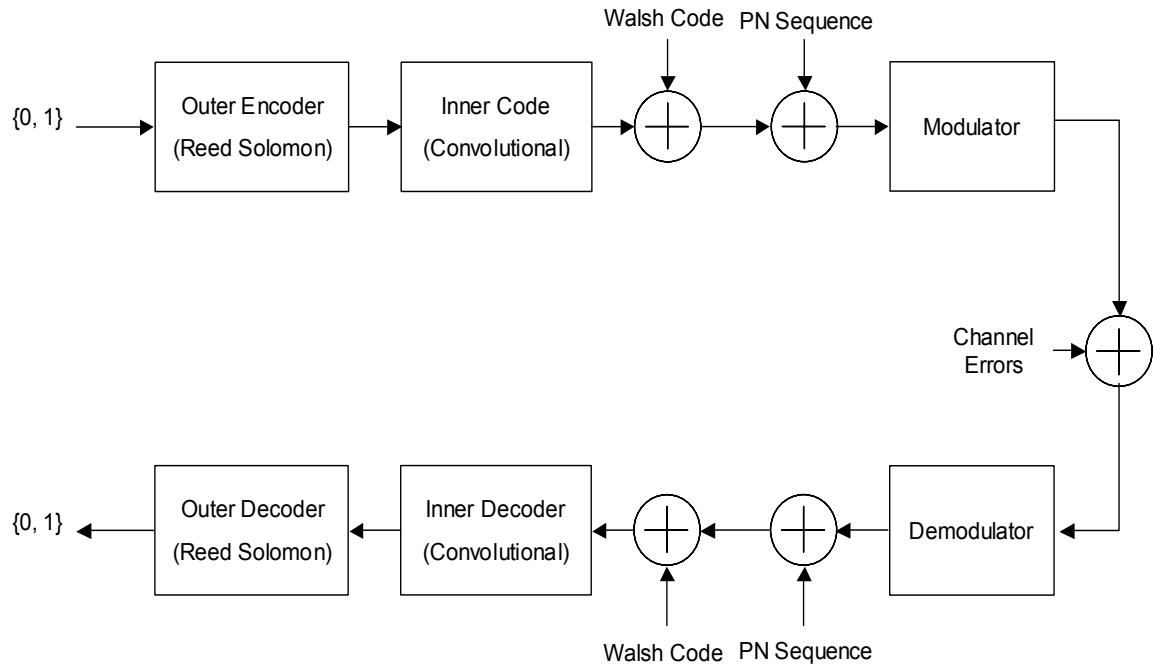 Walsh Code
PN Sequence
{0, 1}
Outer Encoder
(Reed Solomon)
Inner Code
(Convolutional)
Modulator
Channel
Errors
{0, 1}
Outer Decoder
(Reed Solomon)
Inner Decoder
(Convolutional)
Demodulator
Walsh Code
PN Sequence